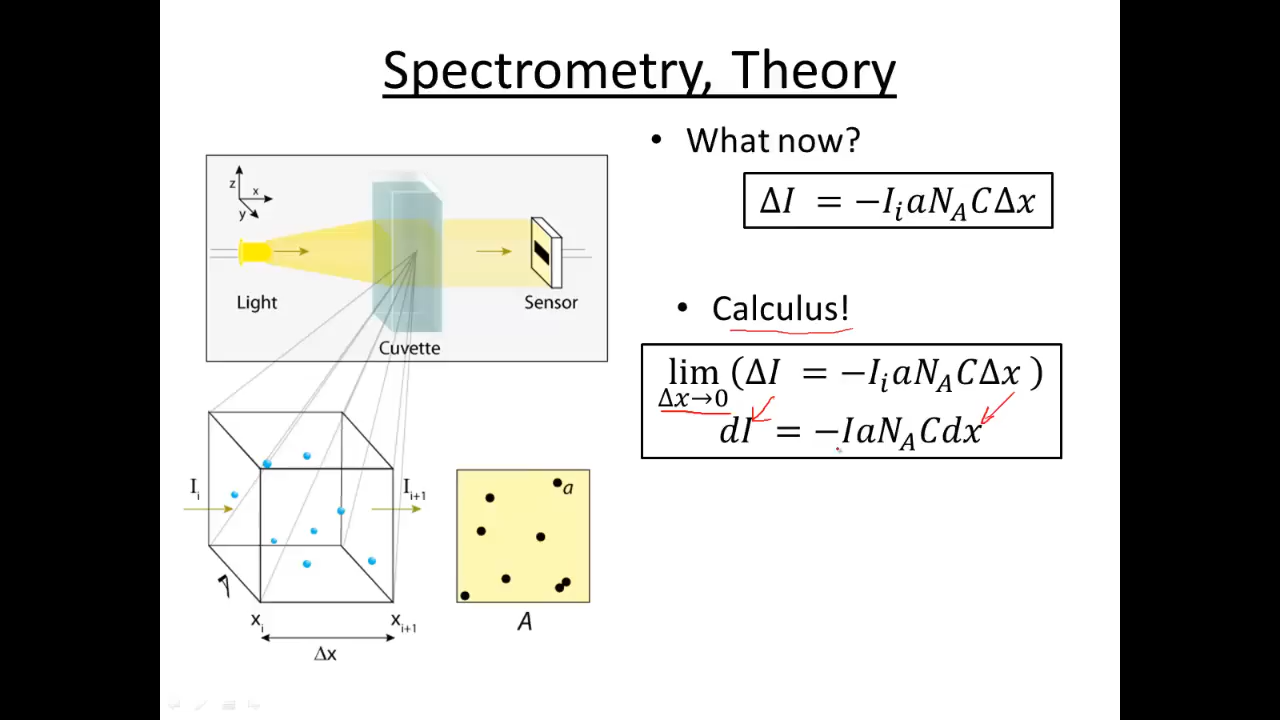 Spectrometry, Theory
• What now?
ΔI = −IᵢaN_ACΔx
z
x
y
Light
Sensor
Cuvette
• Calculus!
lim (ΔI = −IᵢaN_ACΔx )
Δx→0
dI = −IaN_ACdx
Iᵢ
Iᵢ₊₁
a
xᵢ
xᵢ₊₁
A
Δx